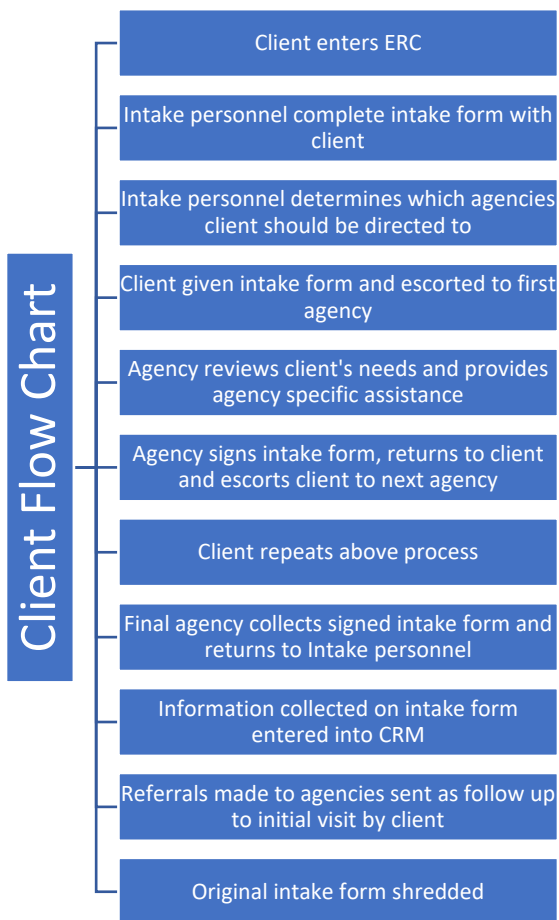 Client Flow Chart
Client enters ERC
Intake personnel complete intake form with
client
Intake personnel determines which agencies
client should be directed to
Client given intake form and escorted to first
agency
Agency reviews client's needs and provides
agency specific assistance
Agency signs intake form, returns to client
and escorts client to next agency
Client repeats above process
Final agency collects signed intake form and
returns to Intake personnel
Information collected on intake form
entered into CRM
Referrals made to agencies sent as follow up
to initial visit by client
Original intake form shredded